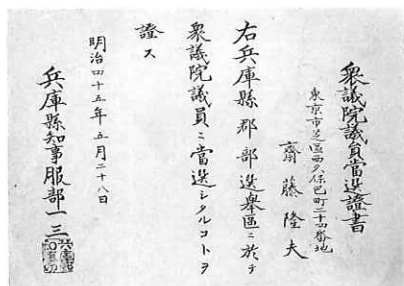 衆議院議員當選證書
東京市芝區西久保巴町二十四番地
齋藤隆夫
右兵庫縣郡部選擧區ニ於テ
衆議院議員ニ當選シタルコトヲ
證ス
明治四十五年五月二十八日
兵庫縣知事服部一三